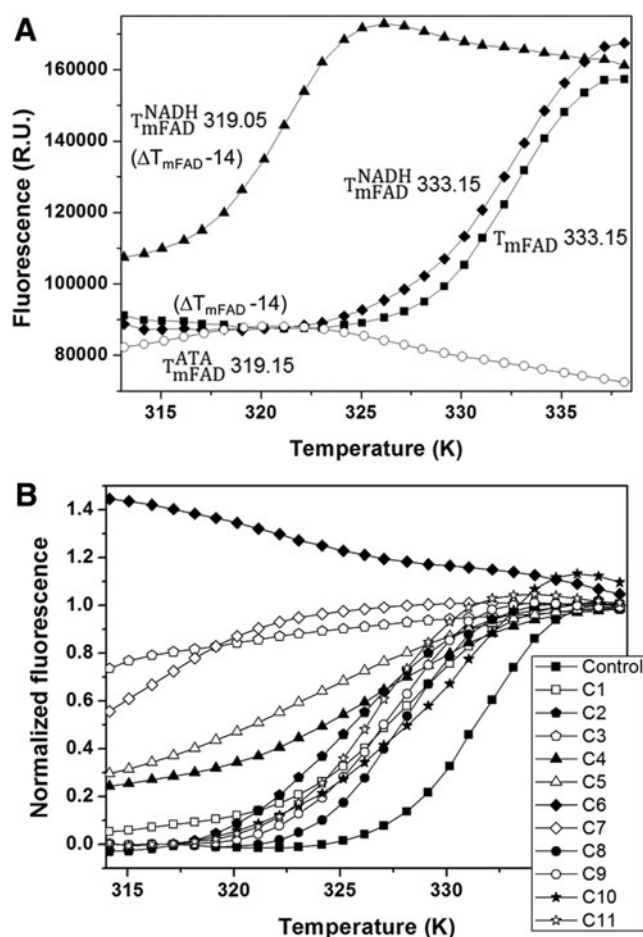 A
Fluorescence (R.U.)
160000
140000
120000
100000
80000
T_mFAD^NADH 319.05
(ΔT_mFAD -14)
T_mFAD^NADH 333.15
T_mFAD 333.15
(ΔT_mFAD -14)
T_mFAD^ATA 319.15
315 320 325 330 335
Temperature (K)
B
Normalized fluorescence
1.4
1.2
1.0
0.8
0.6
0.4
0.2
0.0
Control
C1
C2
C3
C4
C5
C6
C7
C8
C9
C10
C11
315 320 325 330
Temperature (K)